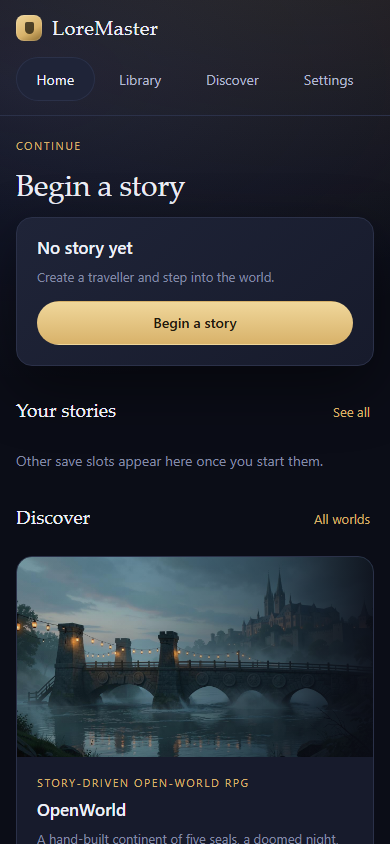 LoreMaster
Home Library Discover Settings
CONTINUE
Begin a story
No story yet
Create a traveller and step into the world.
Begin a story
Your stories
See all
Other save slots appear here once you start them.
Discover
All worlds
STORY-DRIVEN OPEN-WORLD RPG
OpenWorld
A hand-built continent of five seals, a doomed night,